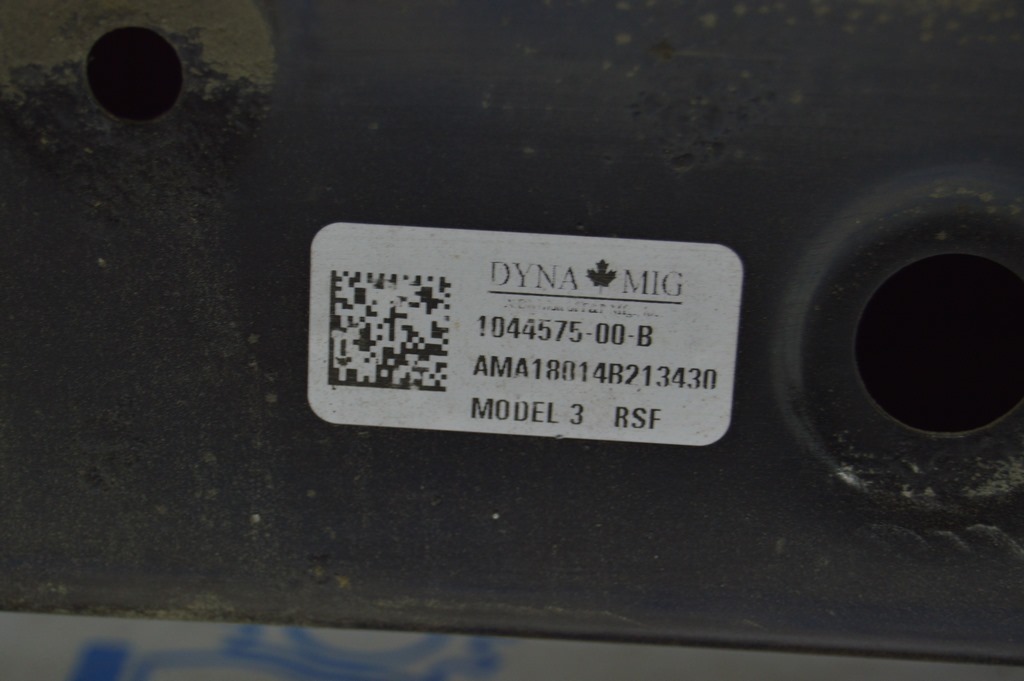 DYNA MIG
1044575-00-B
AMA18014B213430
MODEL 3 RSF